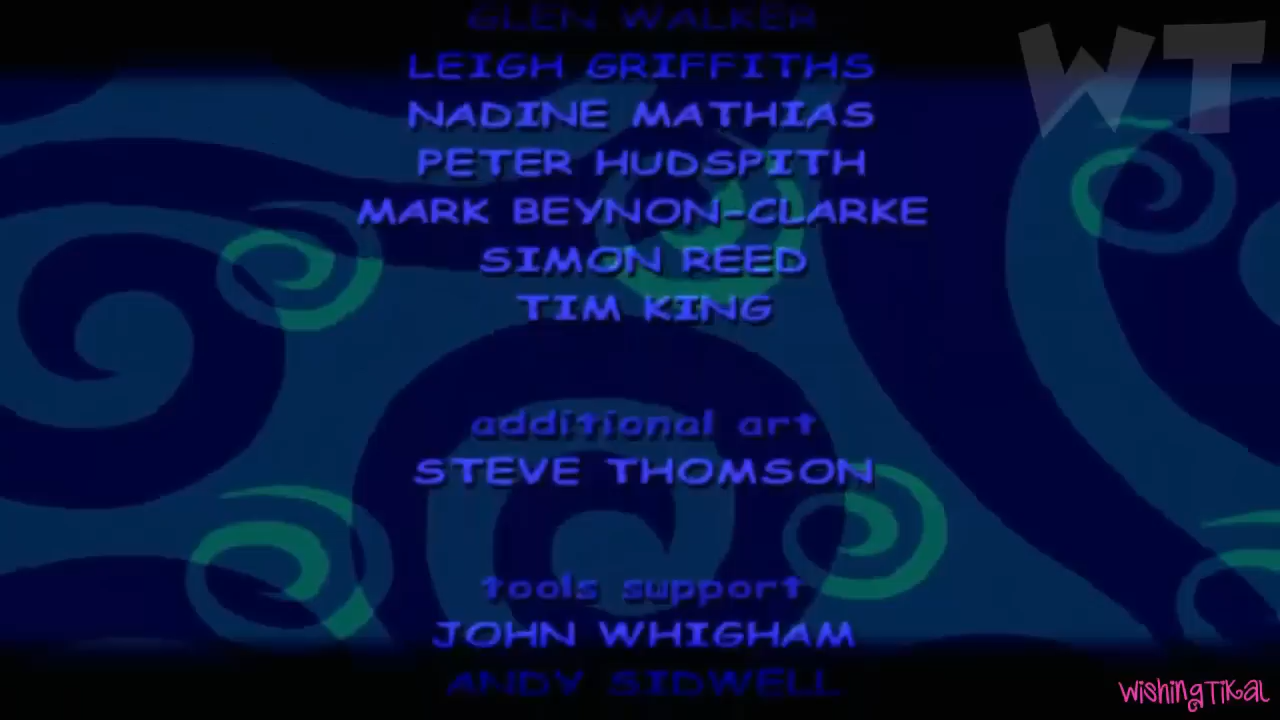 GLEN WALKER
LEIGH GRIFFITHS
NADINE MATHIAS
PETER HUDSPITH
MARK BEYNON-CLARKE
SIMON REED
TIM KING
additional art
STEVE THOMSON
tools support
JOHN WHIGHAM
ANDY SIDWELL
WT
WishingTikal